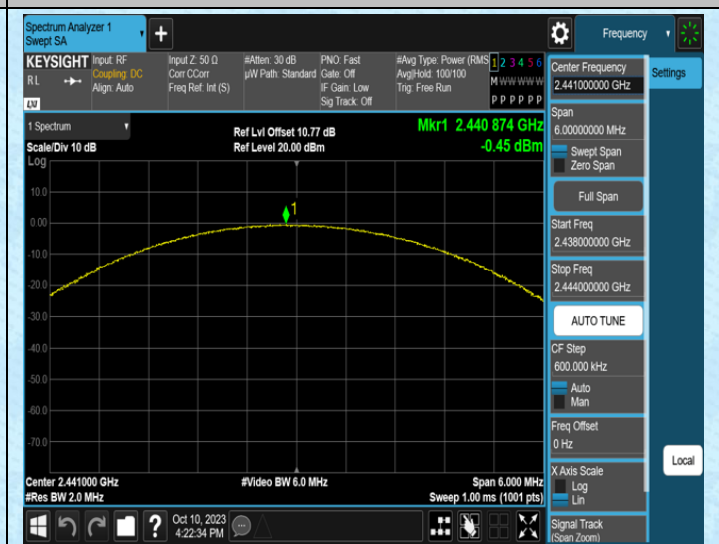 Spectrum Analyzer 1
Swept SA
Frequency
KEYSIGHT
RL
LXI
Input: RF
Coupling: DC
Align: Auto
Input Z: 50 Ω
Corr CCorr
Freq Ref: Int (S)
#Atten: 30 dB
µW Path: Standard
PNO: Fast
Gate: Off
IF Gain: Low
Sig Track: Off
#Avg Type: Power (RMS
Avg|Hold: 100/100
Trig: Free Run
1 2 3 4 5 6
M W W W W W
P P P P P P
1 Spectrum
Scale/Div 10 dB
Log
Ref Lvl Offset 10.77 dB
Ref Level 20.00 dBm
Mkr1 2.440 874 GHz
-0.45 dBm
1
10.0
0.00
-10.0
-20.0
-30.0
-40.0
-50.0
-60.0
-70.0
Center 2.441000 GHz
#Res BW 2.0 MHz
#Video BW 6.0 MHz
Span 6.000 MHz
Sweep 1.00 ms (1001 pts)
?
Oct 10, 2023
4:22:34 PM
Center Frequency
2.441000000 GHz
Span
6.00000000 MHz
Swept Span
Zero Span
Full Span
Start Freq
2.438000000 GHz
Stop Freq
2.444000000 GHz
AUTO TUNE
CF Step
600.000 kHz
Auto
Man
Freq Offset
0 Hz
X Axis Scale
Log
Lin
Signal Track
(Span Zoom)
Settings
Local